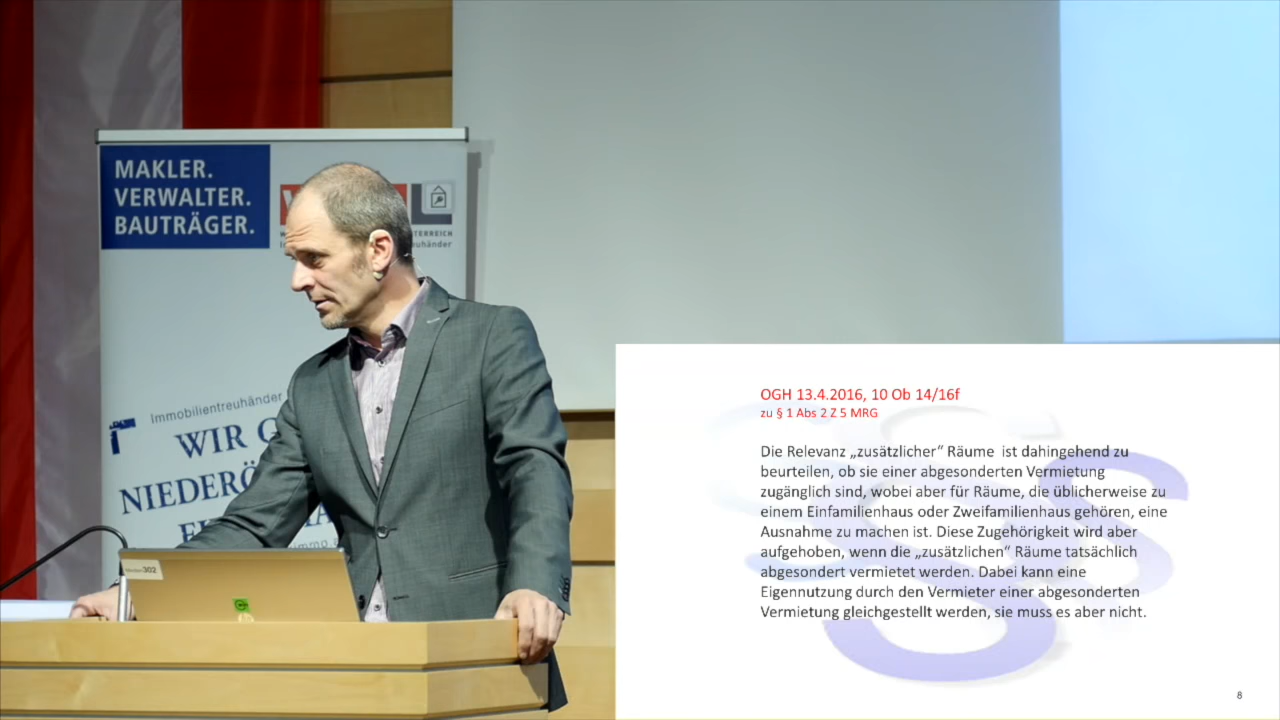 MAKLER.
VERWALTER.
BAUTRÄGER.
Immobilientreuhänder
WIR
NIEDERÖ
302
OGH 13.4.2016, 10 Ob 14/16f
zu § 1 Abs 2 Z 5 MRG
Die Relevanz „zusätzlicher“ Räume ist dahingehend zu
beurteilen, ob sie einer abgesonderten Vermietung
zugänglich sind, wobei aber für Räume, die üblicherweise zu
einem Einfamilienhaus oder Zweifamilienhaus gehören, eine
Ausnahme zu machen ist. Diese Zugehörigkeit wird aber
aufgehoben, wenn die „zusätzlichen“ Räume tatsächlich
abgesondert vermietet werden. Dabei kann eine
Eigennutzung durch den Vermieter einer abgesonderten
Vermietung gleichgestellt werden, sie muss es aber nicht.
8